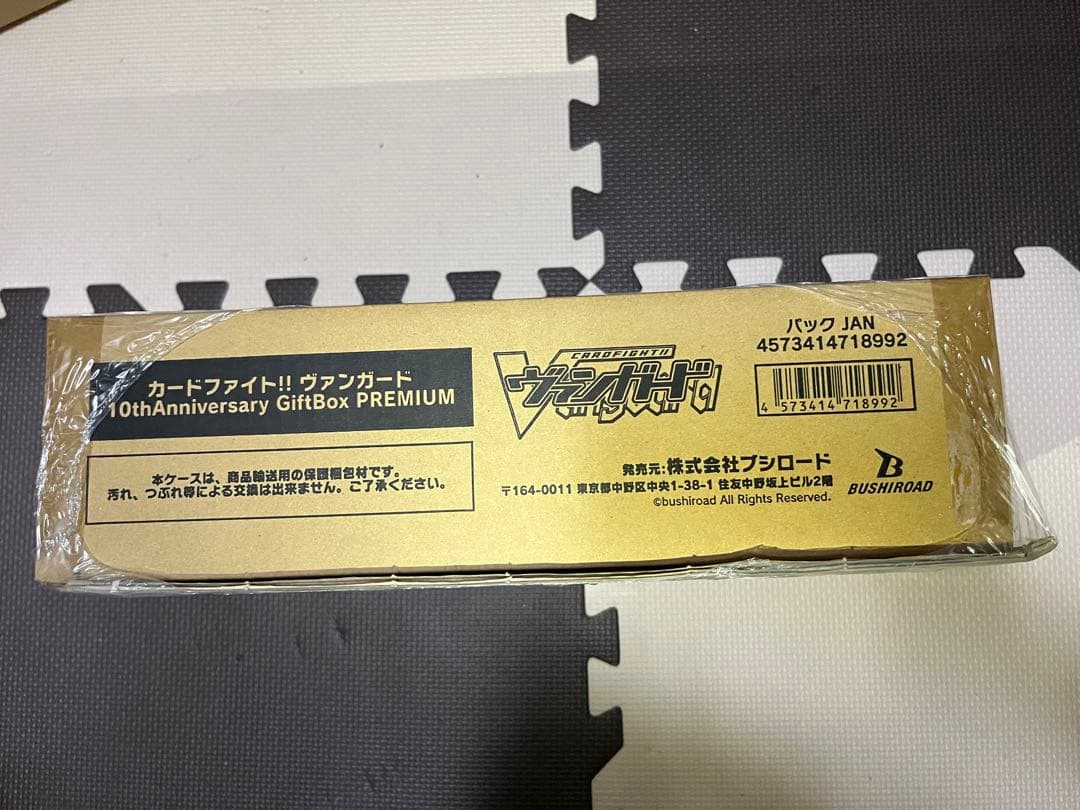 カードファイト!! ヴァンガード
10thAnniversary GiftBox PREMIUM
本ケースは、商品輸送用の保護梱包材です。
汚れ、つぶれ等による交換は出来ません。ご了承ください。
CARDFIGHT!!
ヴァンガード
Vanguard
パック JAN
4573414718992
4 573414 718992
発売元:株式会社ブシロード
〒164-0011 東京都中野区中央1-38-1 住友中野坂上ビル2階
©bushiroad All Rights Reserved.
B
BUSHIROAD